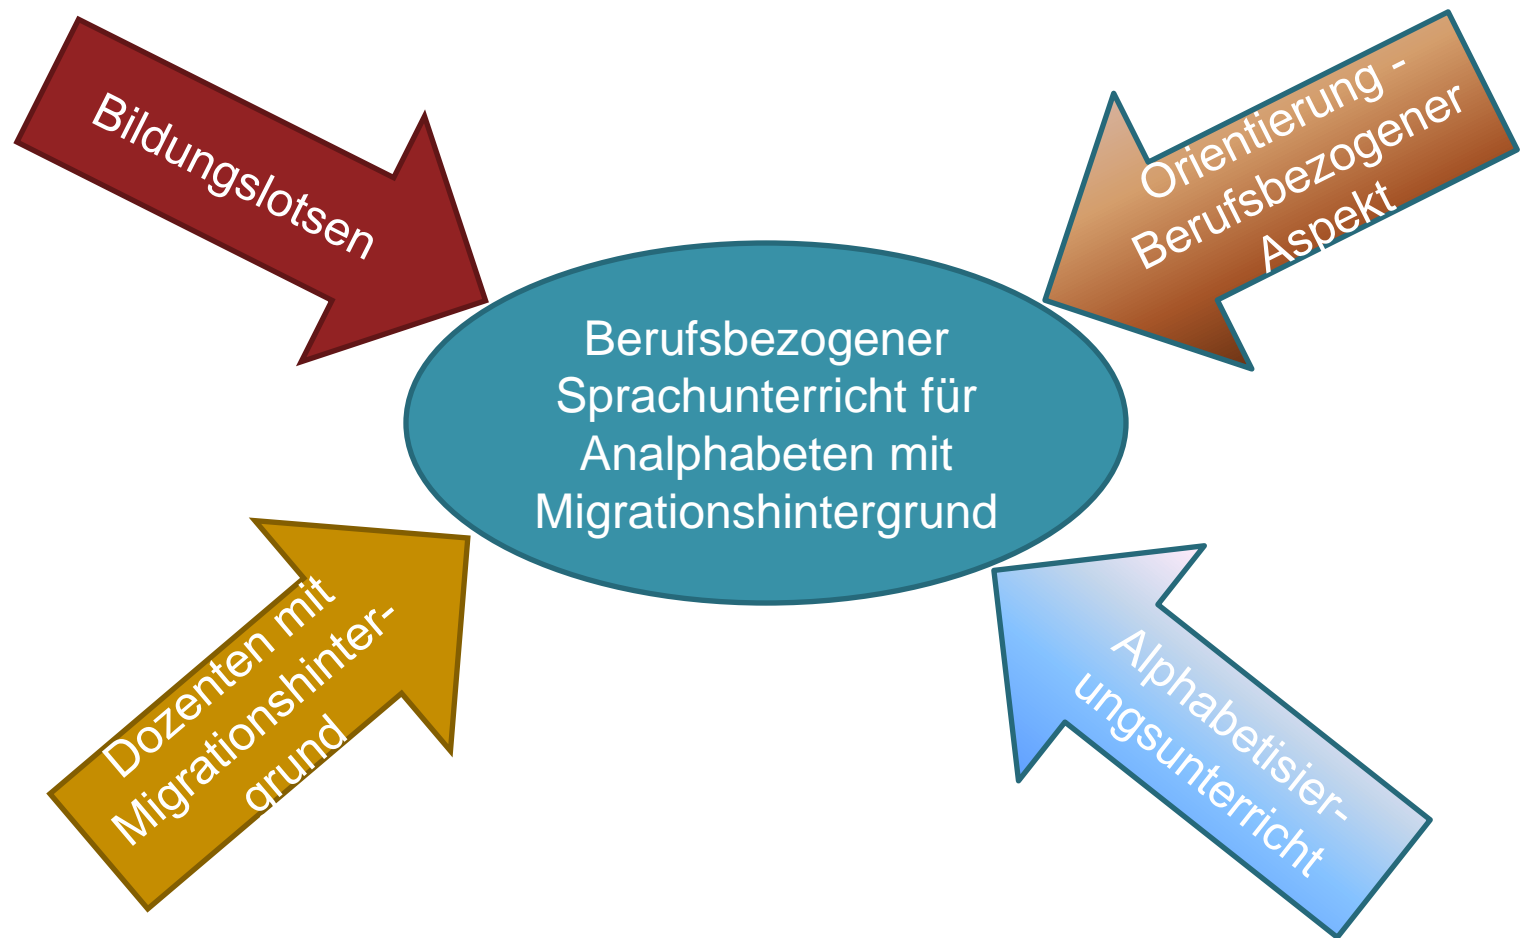 Bildungslotsen
Orientierung -
Berufsbezogener
Aspekt
Berufsbezogener
Sprachunterricht für
Analphabeten mit
Migrationshintergrund
Dozenten mit
Migrationshinter-
grund
Alphabetisier-
ungsunterricht